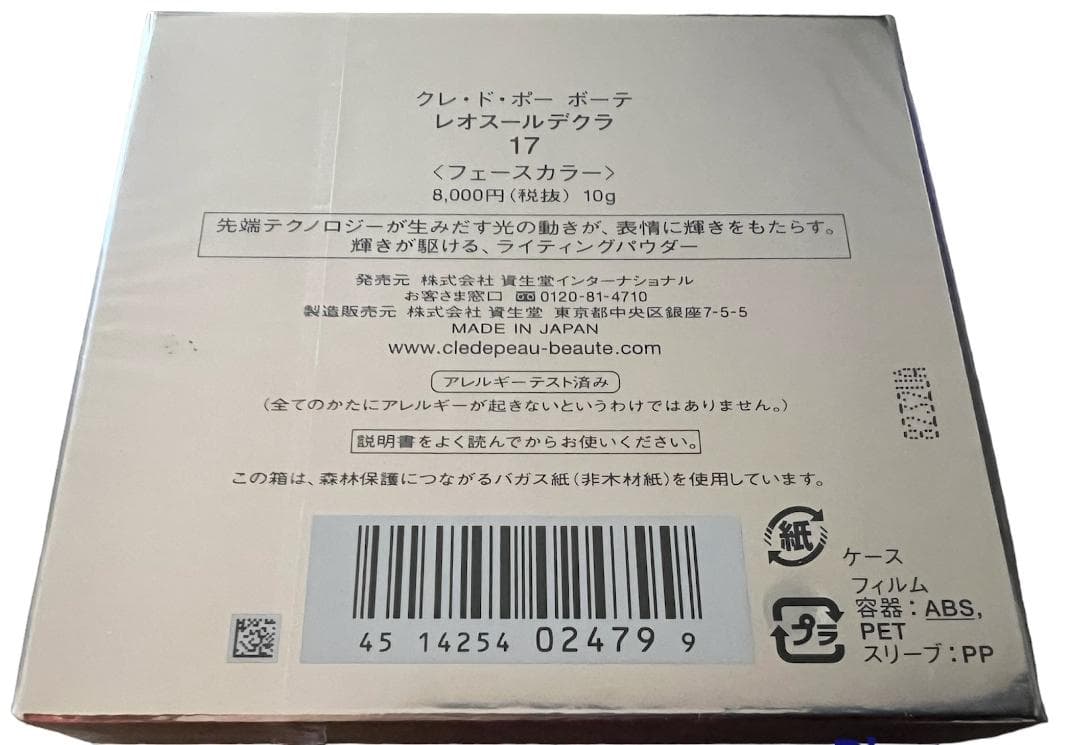 クレ・ド・ポー ボーテ
レオスールデクラ
17
〈フェースカラー〉
8,000円(税抜) 10g
先端テクノロジーが生みだす光の動きが、表情に輝きをもたらす。
輝きが駆ける、ライティングパウダー
発売元 株式会社 資生堂インターナショナル
お客さま窓口 0120-81-4710
製造販売元 株式会社 資生堂 東京都中央区銀座7-5-5
MADE IN JAPAN
www.cledepeau-beaute.com
アレルギーテスト済み
(全てのかたにアレルギーが起きないというわけではありません。)
説明書をよく読んでからお使いください。
この箱は、森林保護につながるバガス紙(非木材紙)を使用しています。
45 14254 02479 9
紙
ケース
プラ
フィルム
容器:ABS,
PET
スリーブ:PP